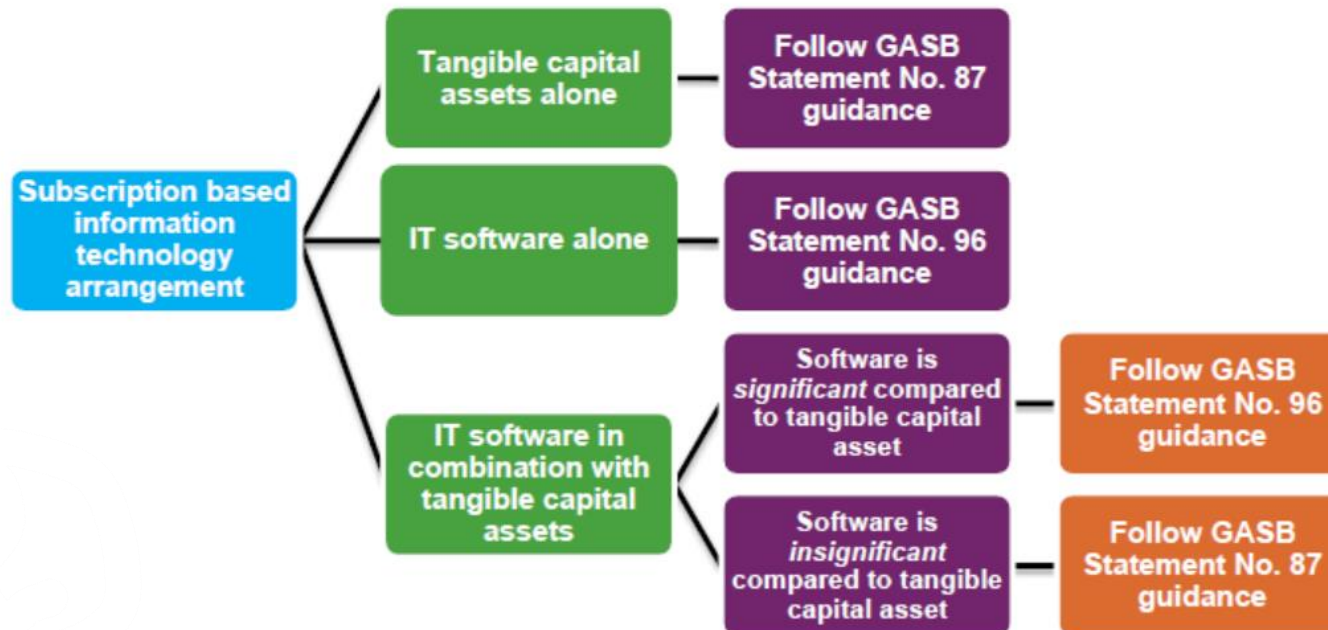 Subscription based
information
technology
arrangement
Tangible capital
assets alone
Follow GASB
Statement No. 87
guidance
IT software alone
Follow GASB
Statement No. 96
guidance
IT software in
combination with
tangible capital
assets
Software is
significant compared
to tangible capital
asset
Follow GASB
Statement No. 96
guidance
Software is
insignificant
compared to tangible
capital asset
Follow GASB
Statement No. 87
guidance